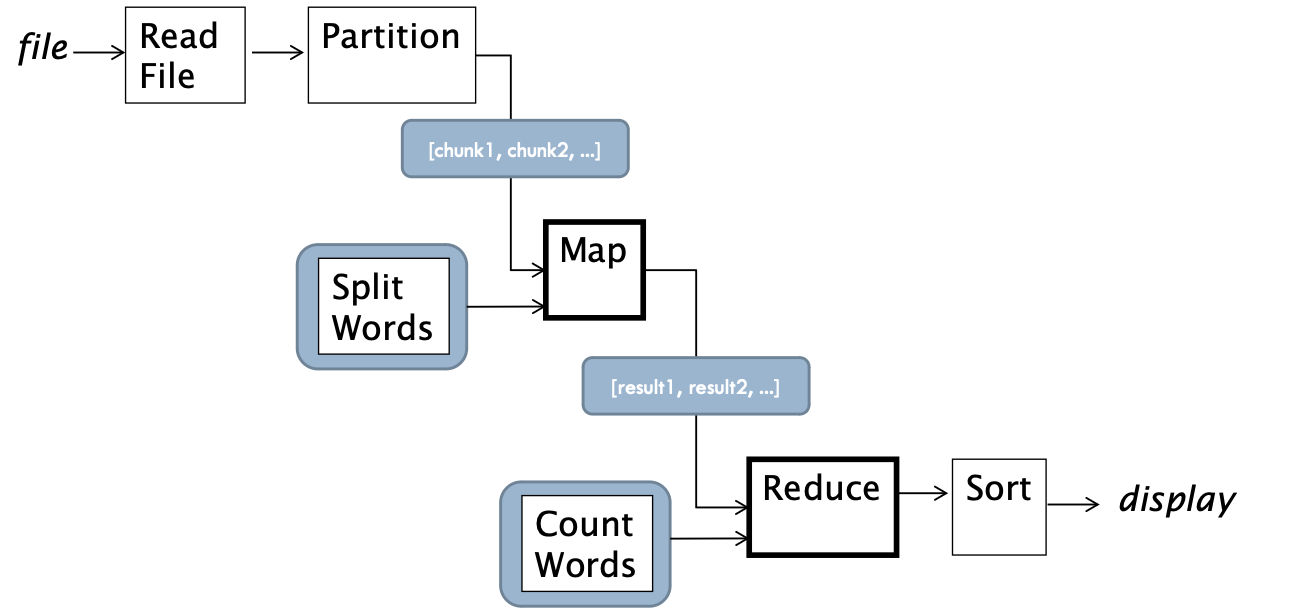 file
Read
File
Partition
[chunk1, chunk2, ...]
Map
Split
Words
[result1, result2, ...]
Reduce
Sort
display
Count
Words